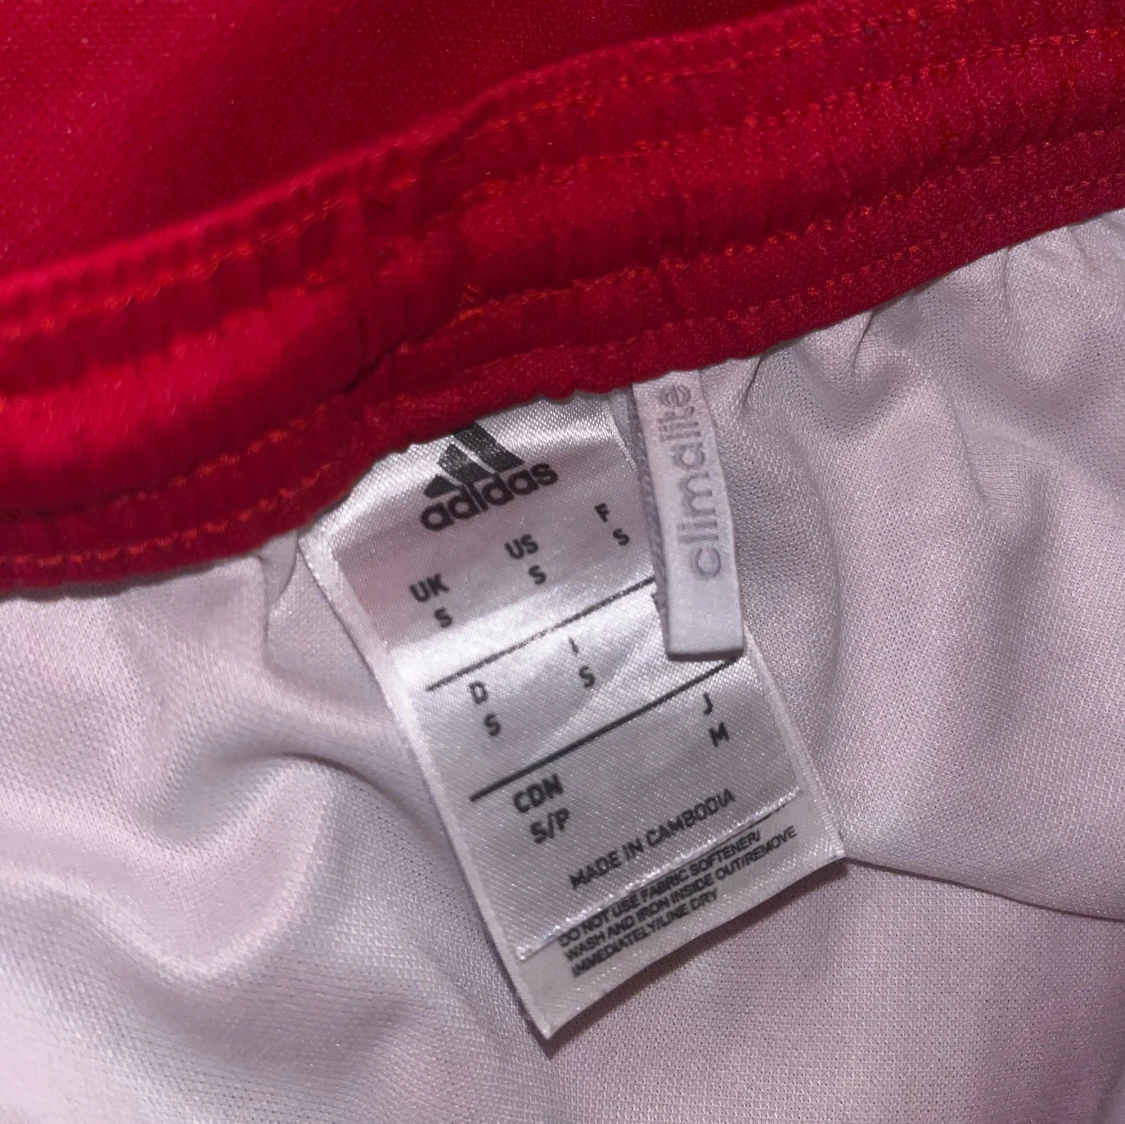 adidas
climalite
UK US F
S S S
D I
S S
J
CDN M
S/P
MADE IN CAMBODIA
DO NOT USE FABRIC SOFTENER/
WASH AND IRON INSIDE OUT/REMOVE
IMMEDIATELY/LINE DRY